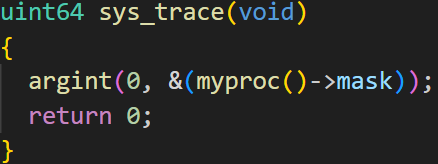 uint64 sys_trace(void)
{
  argint(0, &(myproc()->mask));
  return 0;
}